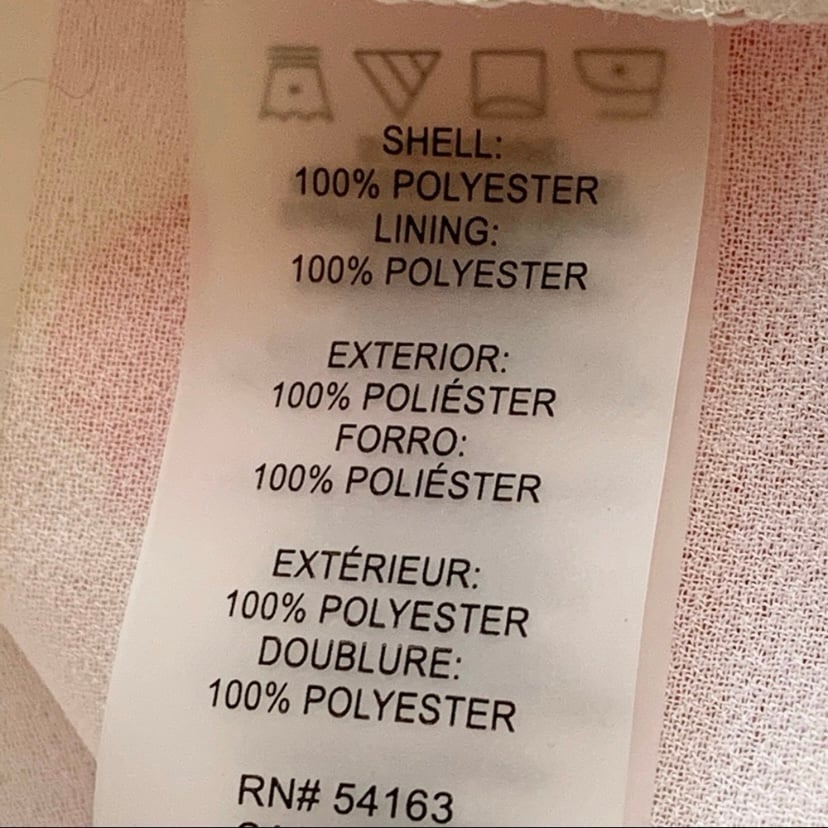 SHELL:
100% POLYESTER
LINING:
100% POLYESTER
EXTERIOR:
100% POLIÉSTER
FORRO:
100% POLIÉSTER
EXTÉRIEUR:
100% POLYESTER
DOUBLURE:
100% POLYESTER
RN# 54163